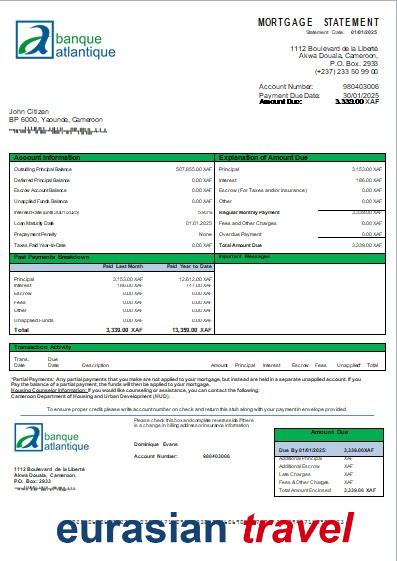 banque
atlantique
MORTGAGE STATEMENT
Statement Date: 01/01/2025
1112 Boulevard de la Liberté
Akwa Douala, Cameroon,
P.O. Box: 2933
(+237) 233 50 99 00
Account Number: 980403006
Payment Due Date: 30/01/2025
Amount Due: 3,339.00 XAF
John Citizen
BP 6000, Yaounde, Cameroon
Account Information
Outstanding Principal Balance 507,855.00 XAF
Deferred Principal Balance 0.00 XAF
Escrow Account Balance 0.00 XAF
Unapplied Funds Balance 0.00 XAF
Loan Maturity Date 01.01.2025
Prepayment Penalty None
Taxes Paid Year-to-Date 0.00 XAF
Explanation of Amount Due
Principal 3,153.00 XAF
Interest 186.00 XAF
Escrow (For Taxes and/or Insurance) 0.00 XAF
Other 0.00 XAF
Regular Monthly Payment 3,339.00 XAF
Fees and Other Charges 0.00 XAF
Overdue Payment 0.00 XAF
Total Amount Due 3,339.00 XAF
Past Payments Breakdown
Paid Last Month Paid Year to Date
Principal 3,153.00 XAF 12,612.00 XAF
Interest 186.00 XAF
Escrow 0.00 XAF 0.00 XAF
Fees 0.00 XAF 0.00 XAF
Other 0.00 XAF 0.00 XAF
Unapplied Funds 0.00 XAF 0.00 XAF
Total 3,339.00 XAF 13,359.00 XAF
Important Messages
Transaction Activity
Trans. Date Due Date Description Amount Principal Interest Escrow Fees Unapplied* Total
*Partial Payments: Any partial payments that you make are not applied to your mortgage, but instead are held in a separate unapplied account. If you
Pay the balance of a partial payment, the funds will then be applied to your mortgage.
Housing Counselor Information: If you would like counseling or assistance, you can contact the following:
Cameroon Department of Housing and Urban Development (HUD).
To ensure proper credit please write account number on check and return this stub along with your payment in envelope provided.
banque
atlantique
Please check this box and complete reverse side if there
is a change in billing address or insurance information.
Dominique Evans
Account Number: 980403006
1112 Boulevard de la Liberté
Akwa Douala, Cameroon,
P.O. Box: 2933
Amount Due
Due By 01/01/2025: 3,339.00XAF
Additional Principal XAF
Additional Escrow XAF
Late Charges XAF
Fees & Other Charges XAF
Total Amount Enclosed 3,339.00 XAF
eurasian travel